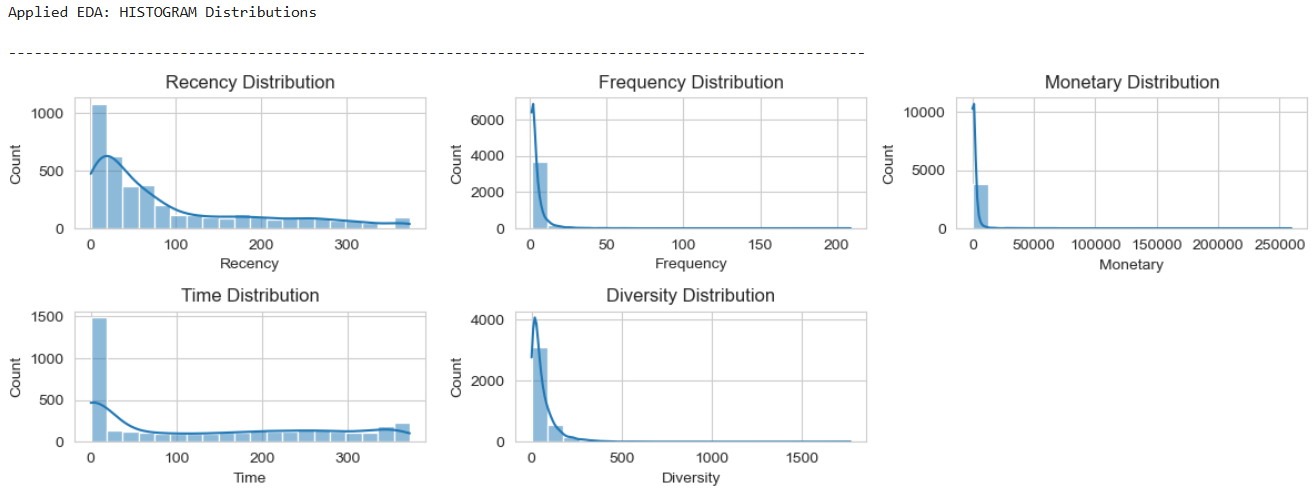 Applied EDA: HISTOGRAM Distributions
-----------------------------------------------------------------------------------------------
Recency Distribution
Count
1000
500
0
0 100 200 300
Recency
Frequency Distribution
Count
6000
4000
2000
0
0 50 100 150 200
Frequency
Monetary Distribution
Count
10000
5000
0
0 50000 100000 150000 200000 250000
Monetary
Time Distribution
Count
1500
1000
500
0
0 100 200 300
Time
Diversity Distribution
Count
4000
2000
0
0 500 1000 1500
Diversity